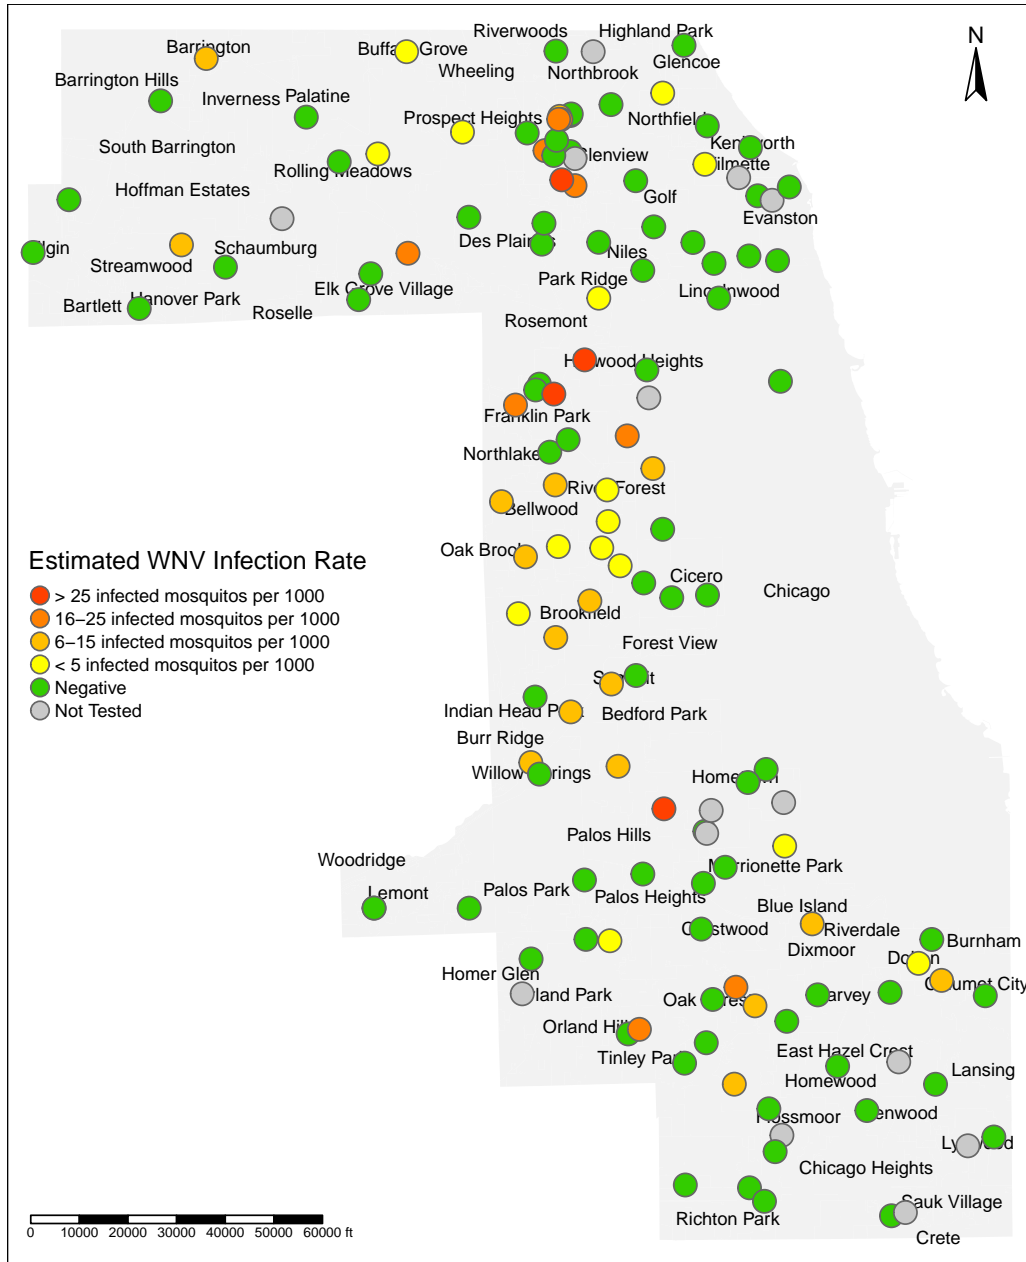 Riverwoods
Highland Park
N
Barrington
Buffalo Grove
Glencoe
Wheeling
Northbrook
Barrington Hills
Inverness
Palatine
Prospect Heights
Northfield
South Barrington
Kenilworth
Glenview
Wilmette
Rolling Meadows
Hoffman Estates
Golf
Evanston
Elgin
Schaumburg
Des Plaines
Niles
Streamwood
Park Ridge
Elk Grove Village
Lincolnwood
Bartlett
Hanover Park
Roselle
Rosemont
Harwood Heights
Franklin Park
Northlake
River Forest
Bellwood
Oak Brook
Estimated WNV Infection Rate
> 25 infected mosquitos per 1000
16−25 infected mosquitos per 1000
6−15 infected mosquitos per 1000
< 5 infected mosquitos per 1000
Negative
Not Tested
Cicero
Chicago
Brookfield
Forest View
Summit
Indian Head Park
Bedford Park
Burr Ridge
Willow Springs
Hometown
Palos Hills
Woodridge
Merrionette Park
Lemont
Palos Park
Palos Heights
Blue Island
Crestwood
Riverdale
Dixmoor
Burnham
Dolton
Homer Glen
Calumet City
Orland Park
Oak Forest
Harvey
Orland Hills
Tinley Park
East Hazel Crest
Homewood
Lansing
Flossmoor
Glenwood
Lynwood
Chicago Heights
Sauk Village
Richton Park
Crete
0 10000 20000 30000 40000 50000 60000 ft